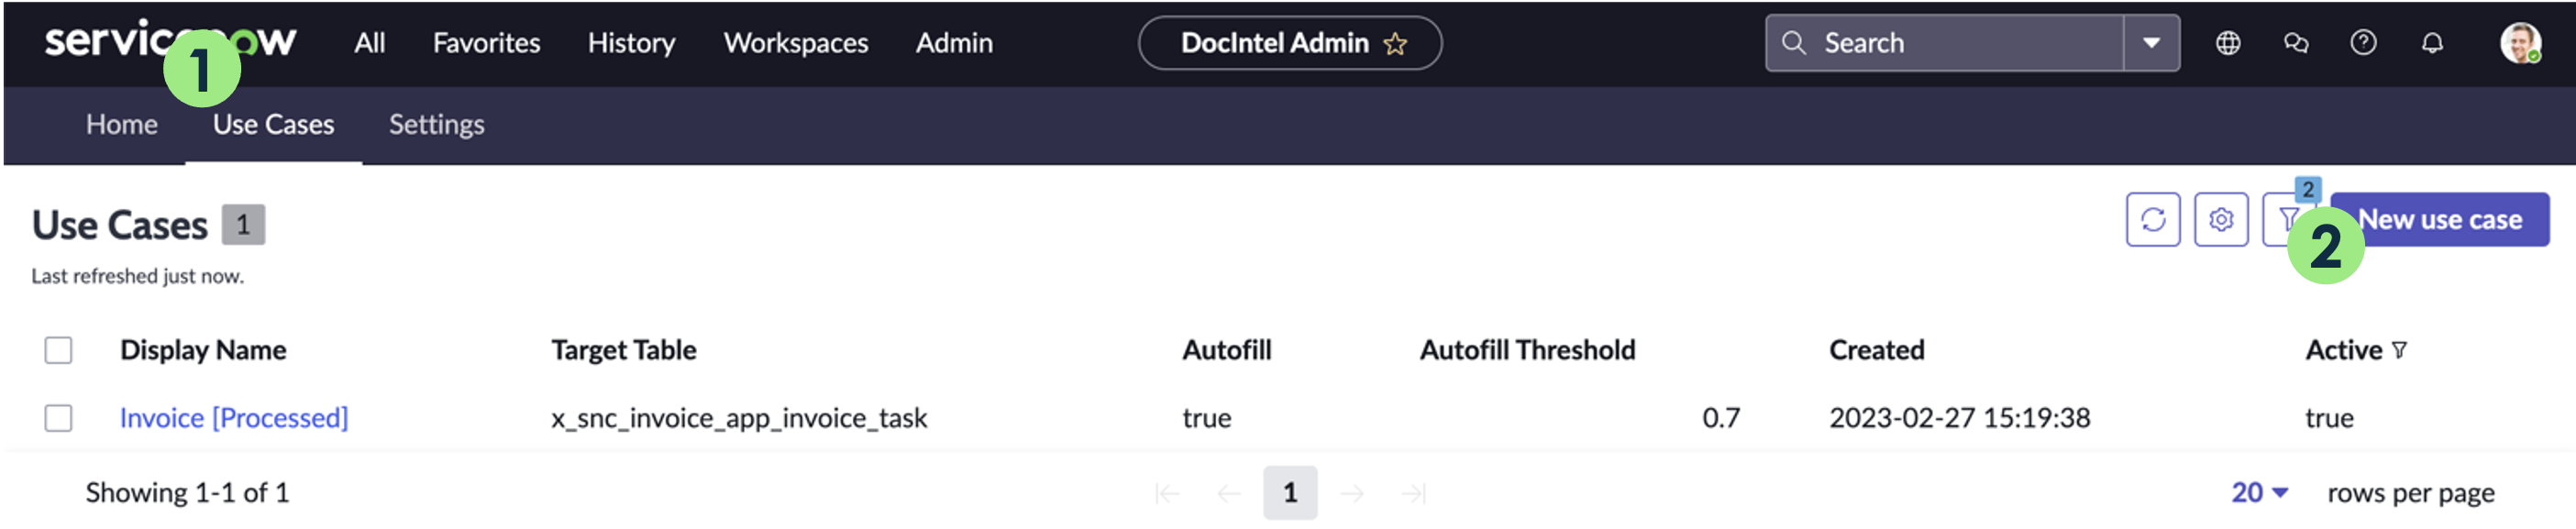 servicenow All Favorites History Workspaces Admin DocIntel Admin Search
1
Home Use Cases Settings
Use Cases 1
2
New use case
2
Last refreshed just now.
Display Name Target Table Autofill Autofill Threshold Created Active
Invoice [Processed] x_snc_invoice_app_invoice_task true 0.7 2023-02-27 15:19:38 true
Showing 1-1 of 1 1 20 rows per page